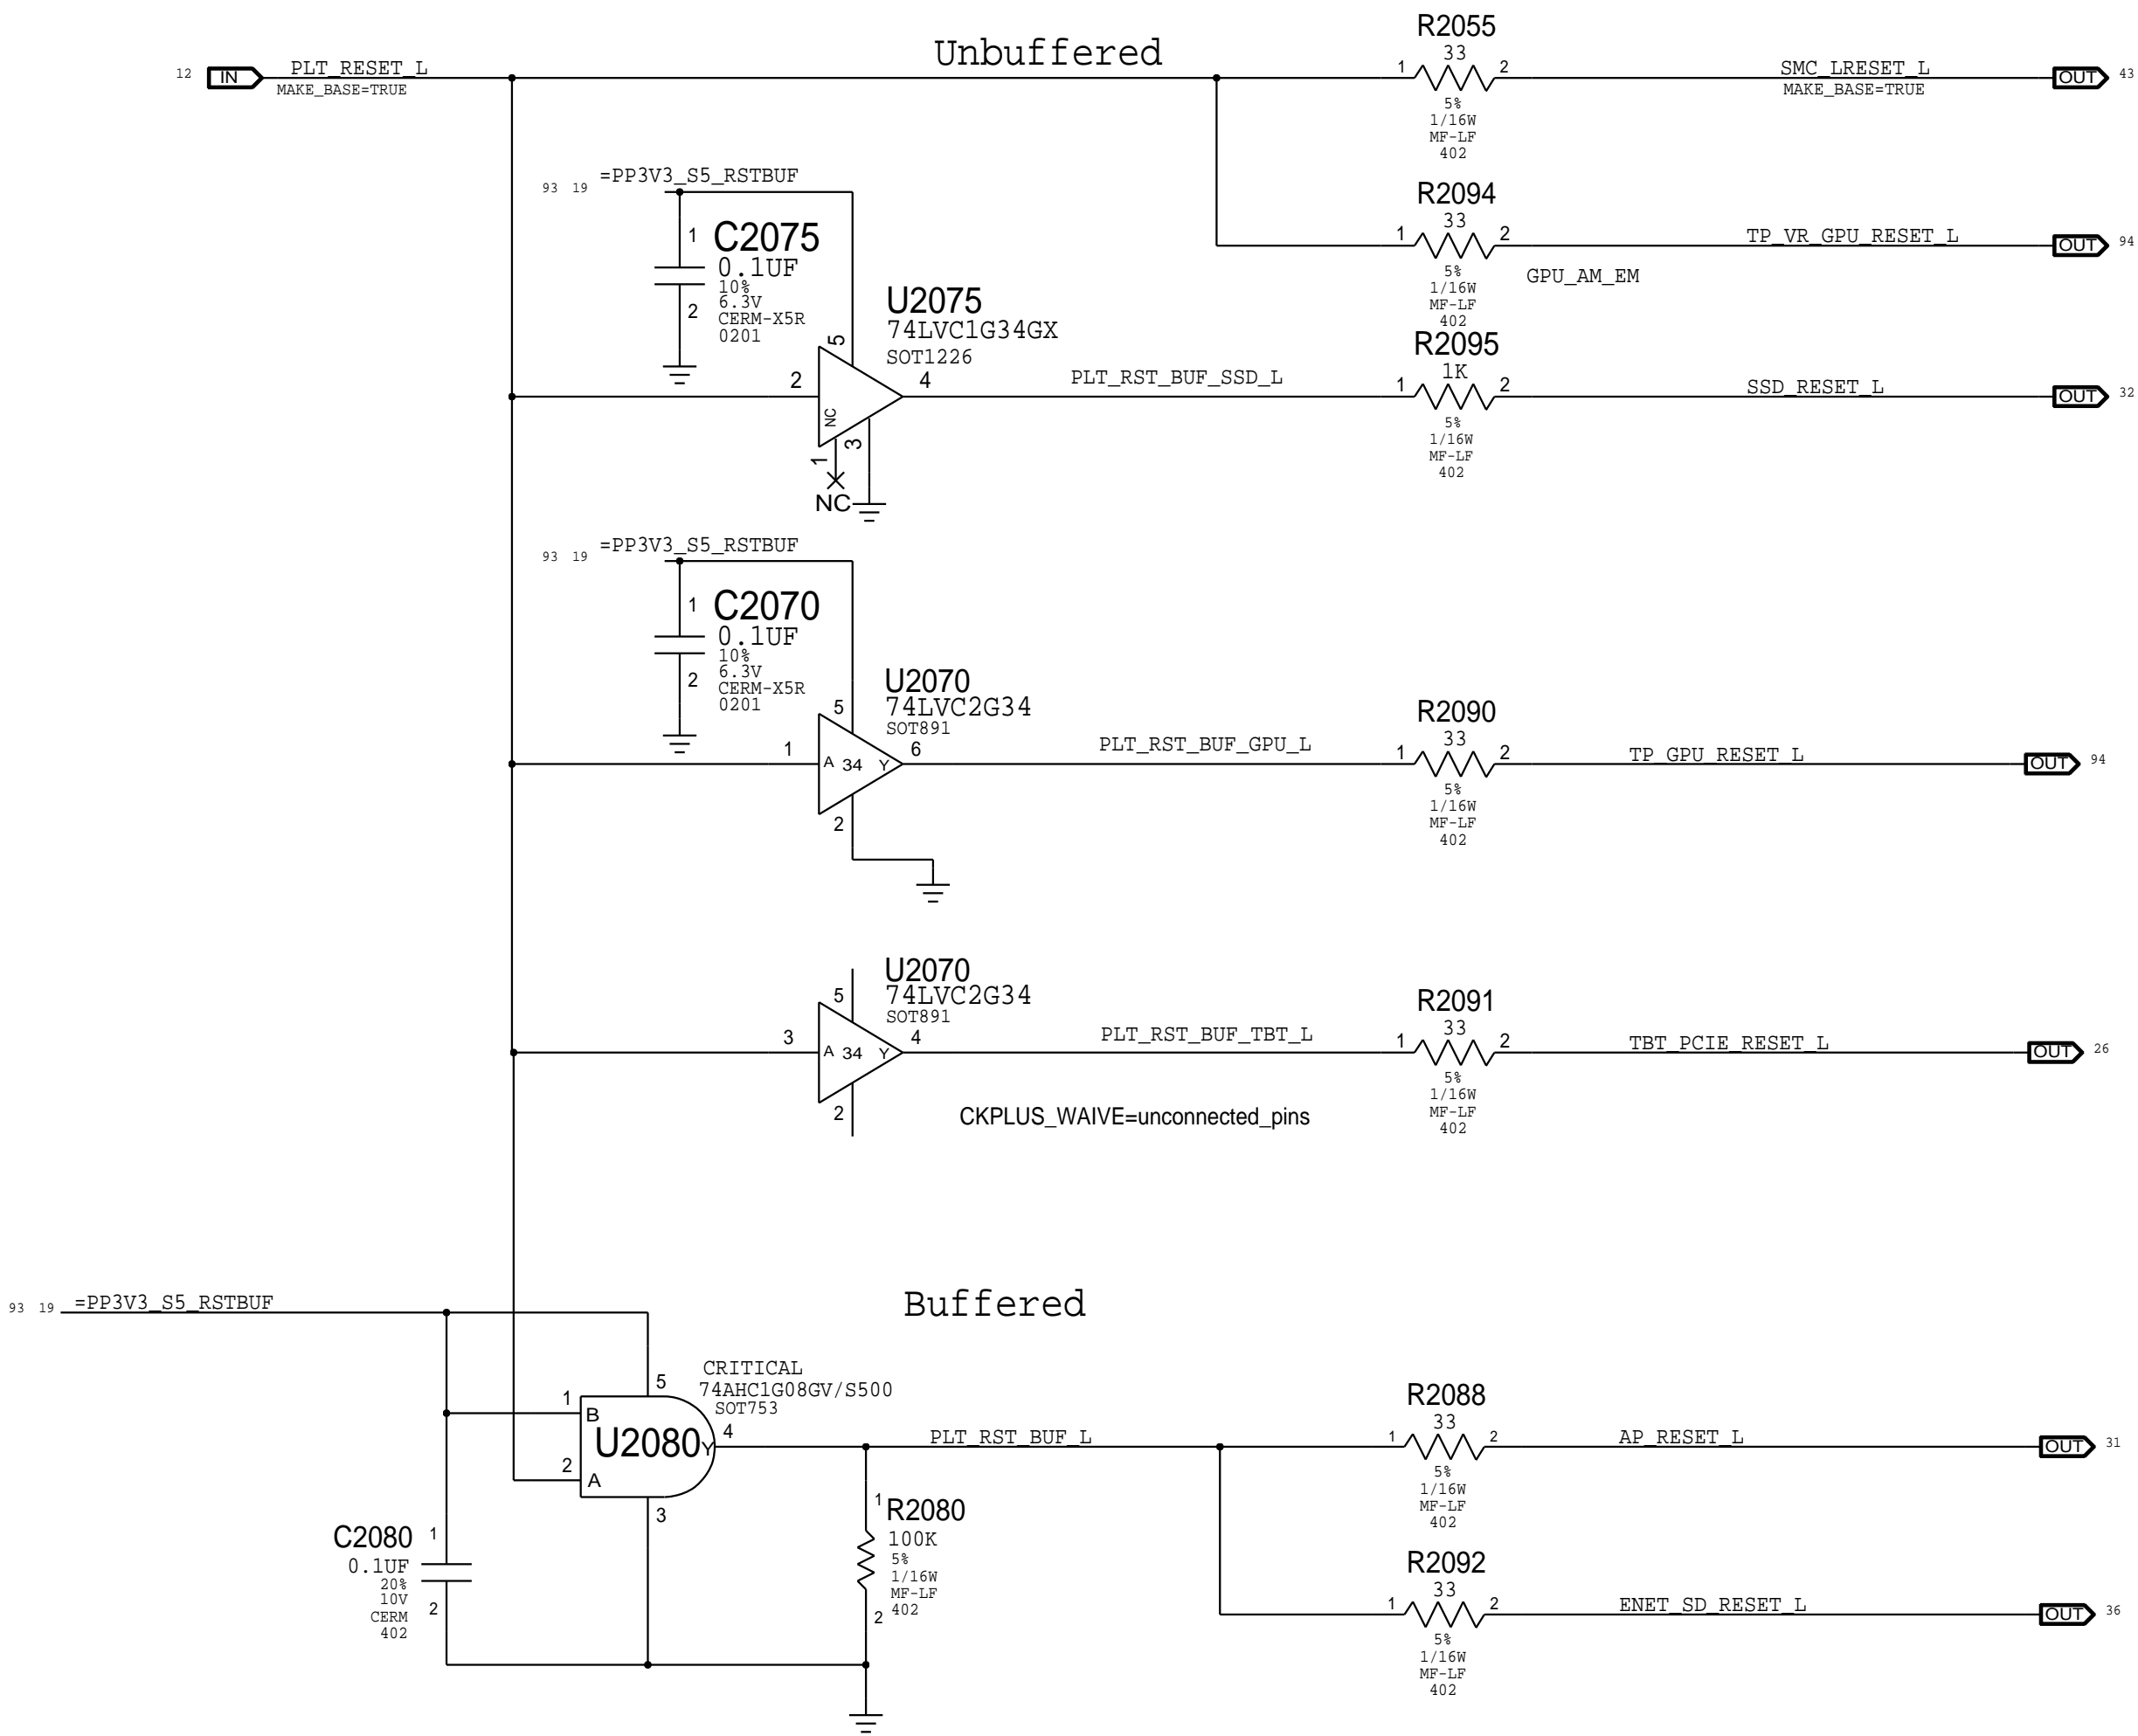 Unbuffered
12 IN PLT_RESET_L
MAKE_BASE=TRUE
R2055
33
1 2
5%
1/16W
MF-LF
402
SMC_LRESET_L
MAKE_BASE=TRUE
OUT 43
R2094
33
1 2
5%
1/16W
MF-LF
402
TP_VR_GPU_RESET_L
GPU_AM_EM
OUT 94
93 19 =PP3V3_S5_RSTBUF
1
C2075
0.1UF
10%
6.3V
CERM-X5R
0201
2
U2075
74LVC1G34GX
SOT1226
5
2
4
NC
1
3
NC
PLT_RST_BUF_SSD_L
R2095
1K
1 2
5%
1/16W
MF-LF
402
SSD_RESET_L
OUT 32
93 19 =PP3V3_S5_RSTBUF
1
C2070
0.1UF
10%
6.3V
CERM-X5R
0201
2
U2070
74LVC2G34
SOT891
5
1
A 34 Y
6
2
PLT_RST_BUF_GPU_L
R2090
33
1 2
5%
1/16W
MF-LF
402
TP_GPU_RESET_L
OUT 94
U2070
74LVC2G34
SOT891
5
3
A 34 Y
4
2
PLT_RST_BUF_TBT_L
CKPLUS_WAIVE=unconnected_pins
R2091
33
1 2
5%
1/16W
MF-LF
402
TBT_PCIE_RESET_L
OUT 26
Buffered
93 19 =PP3V3_S5_RSTBUF
CRITICAL
74AHC1G08GV/S500
SOT753
5
1
B
U2080
Y
4
2
A
3
C2080
0.1UF
20%
10V
CERM
402
1
2
PLT_RST_BUF_L
1
R2080
100K
5%
1/16W
MF-LF
402
2
R2088
33
1 2
5%
1/16W
MF-LF
402
AP_RESET_L
OUT 31
R2092
33
1 2
5%
1/16W
MF-LF
402
ENET_SD_RESET_L
OUT 36